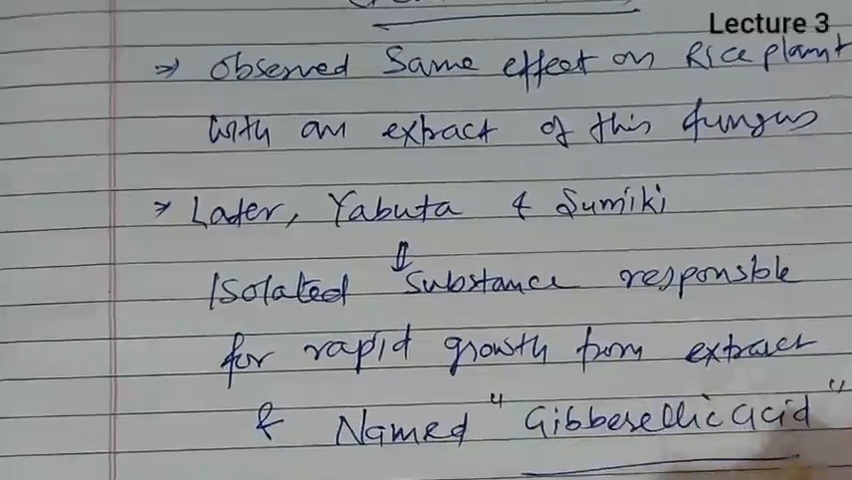 Lecture 3
⇒ Observed Same effect on Rice plant
with an extract of this fungus
⇒ Later, Yabuta & Sumiki
⇓
Isolated Substance responsible
for rapid growth from extract
& Named "Gibberellic acid"